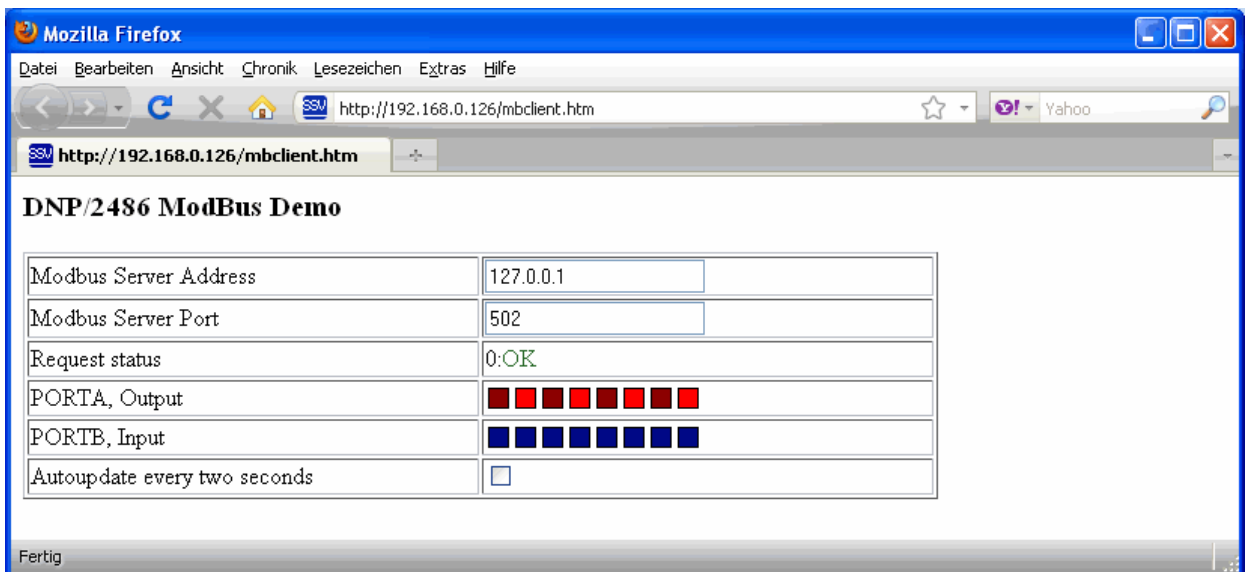 Mozilla Firefox
Datei Bearbeiten Ansicht Chronik Lesezeichen Extras Hilfe
SSV http://192.168.0.126/mbclient.htm Y! Yahoo
SSV http://192.168.0.126/mbclient.htm
DNP/2486 ModBus Demo
Modbus Server Address 127.0.0.1
Modbus Server Port 502
Request status 0:OK
PORTA, Output
PORTB, Input
Autoupdate every two seconds
Fertig